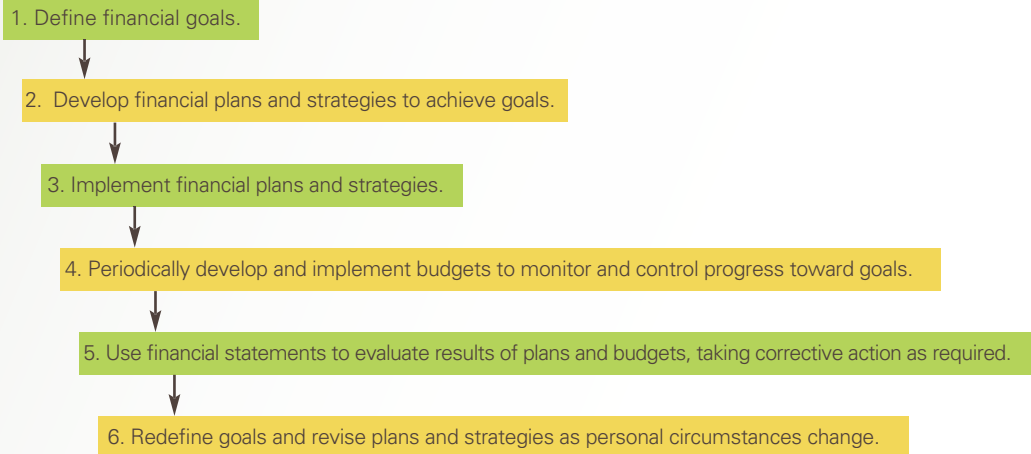 1. Define financial goals.
2. Develop financial plans and strategies to achieve goals.
3. Implement financial plans and strategies.
4. Periodically develop and implement budgets to monitor and control progress toward goals.
5. Use financial statements to evaluate results of plans and budgets, taking corrective action as required.
6. Redefine goals and revise plans and strategies as personal circumstances change.